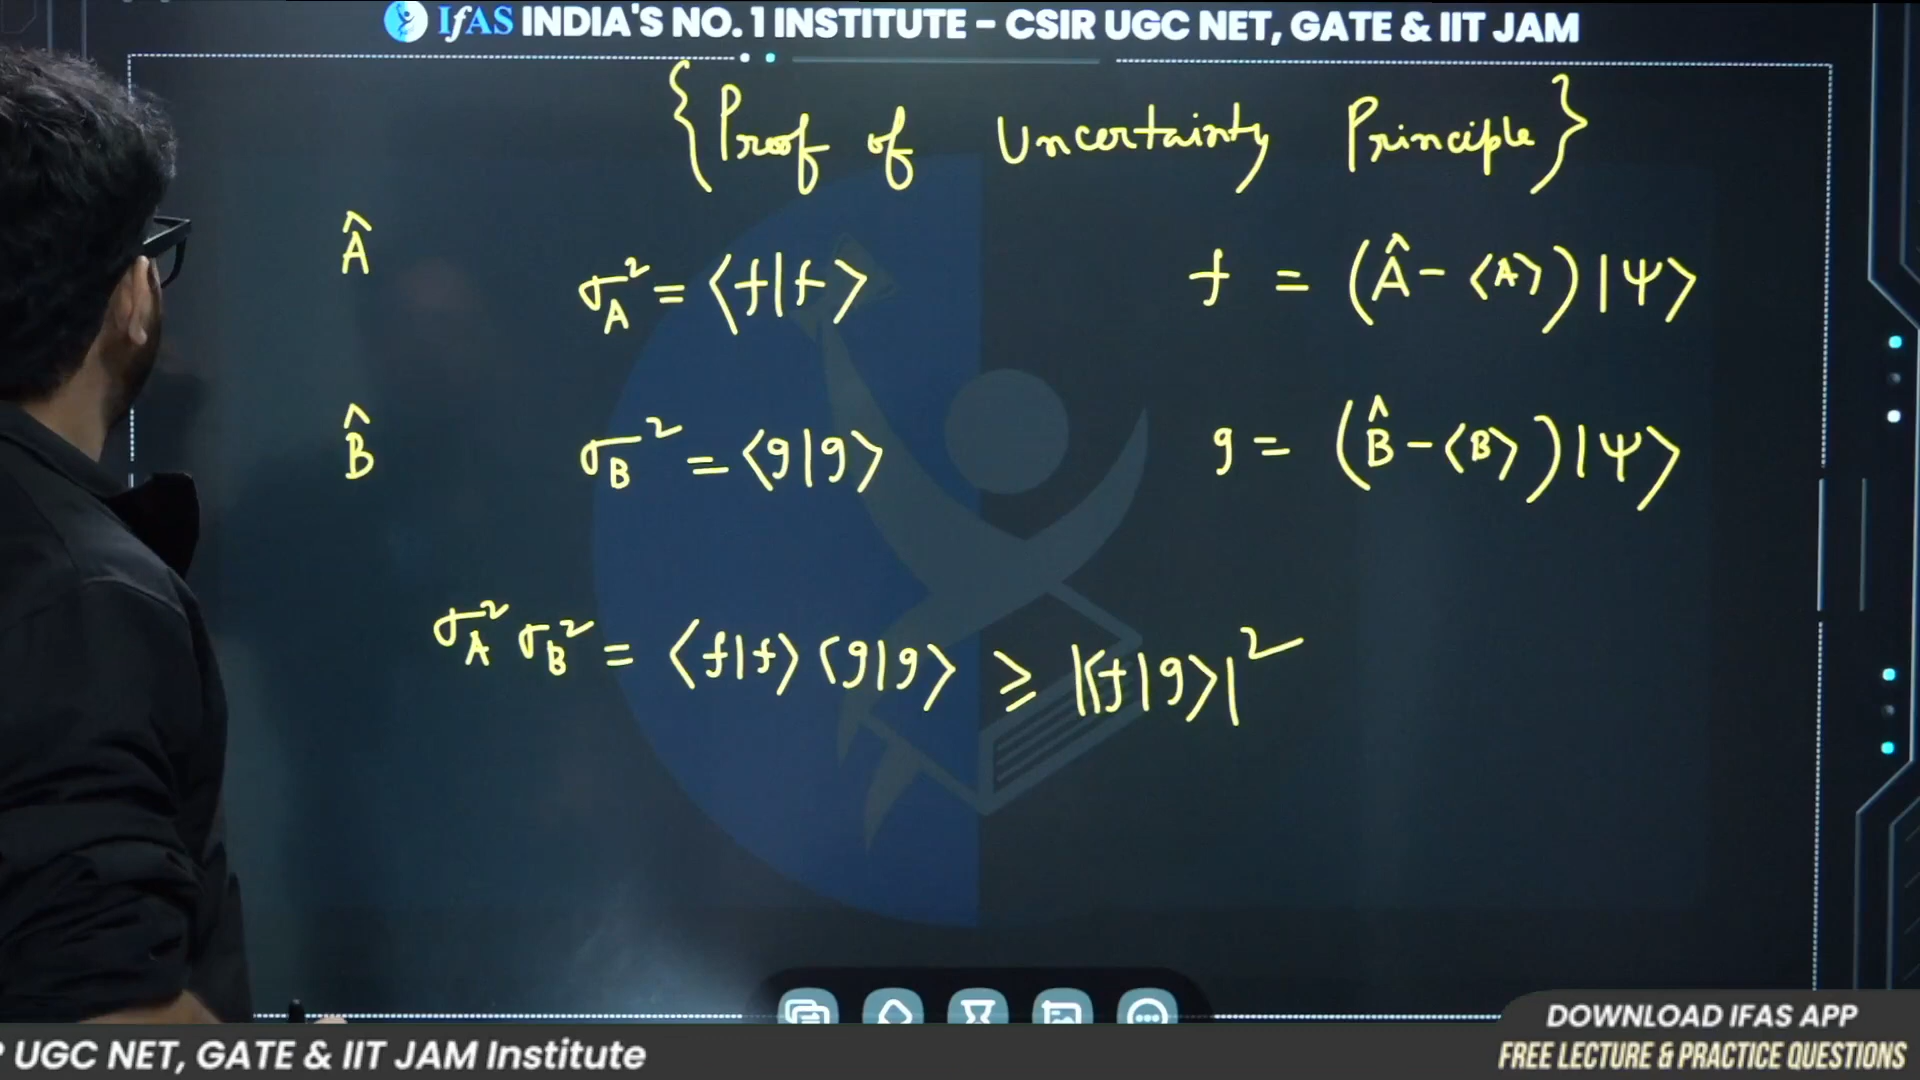 IfAS INDIA'S NO. 1 INSTITUTE - CSIR UGC NET, GATE & IIT JAM
{Proof of Uncertainty Principle}
Â
σ_A² = ⟨f|f⟩
f = (Â - ⟨A⟩)|Ψ⟩
B̂
σ_B² = ⟨g|g⟩
g = (B̂ - ⟨B⟩)|Ψ⟩
σ_A² σ_B² = ⟨f|f⟩⟨g|g⟩ ≥ |⟨f|g⟩|²
DOWNLOAD IFAS APP
FREE LECTURE & PRACTICE QUESTIONS
UGC NET, GATE & IIT JAM Institute